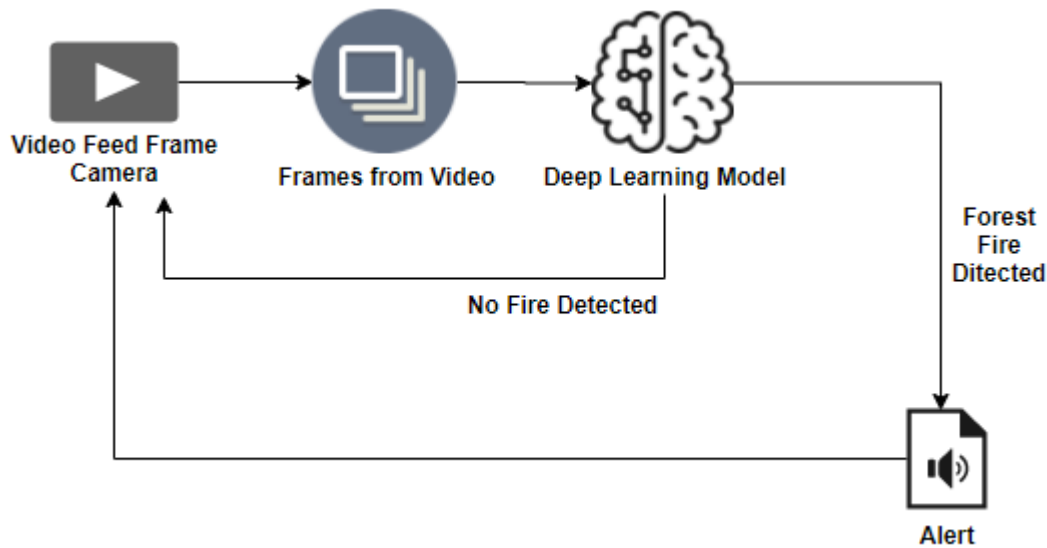 Video Feed Frame
Camera
Frames from Video
Deep Learning Model
Forest
Fire
Ditected
No Fire Detected
Alert